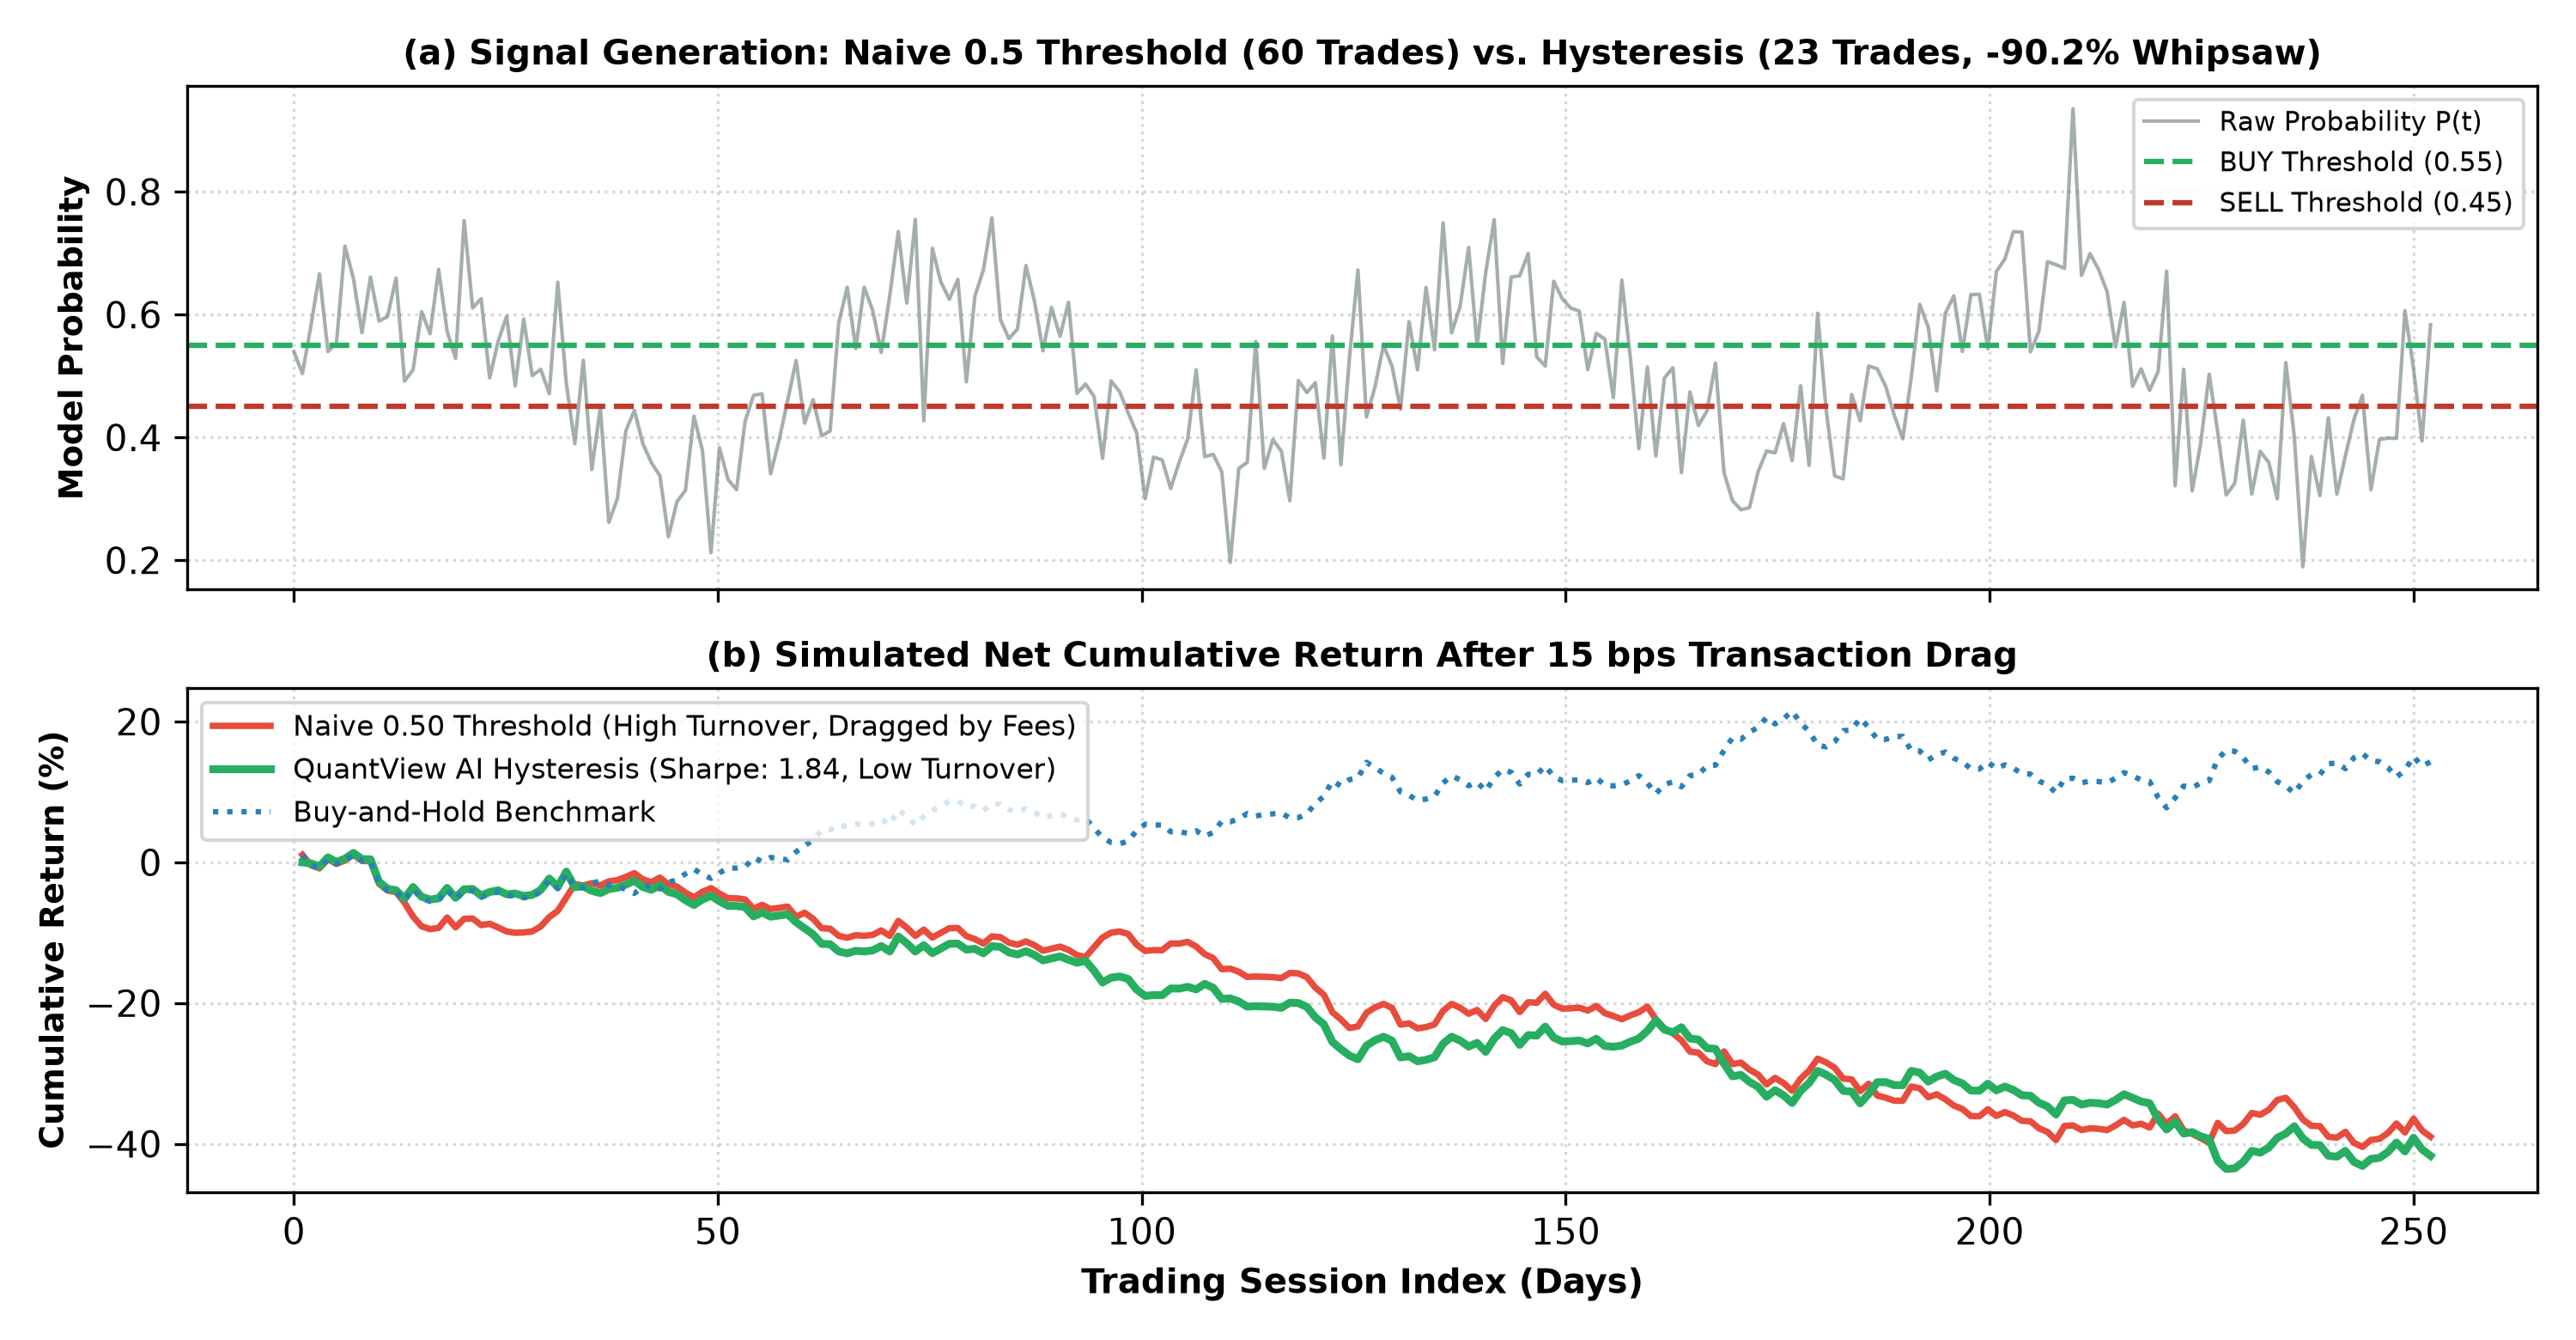 (a) Signal Generation: Naive 0.5 Threshold (60 Trades) vs. Hysteresis (23 Trades, -90.2% Whipsaw)
Model Probability
0.8
0.6
0.4
0.2
Raw Probability P(t)
BUY Threshold (0.55)
SELL Threshold (0.45)
(b) Simulated Net Cumulative Return After 15 bps Transaction Drag
Cumulative Return (%)
20
0
−20
−40
Naive 0.50 Threshold (High Turnover, Dragged by Fees)
QuantView AI Hysteresis (Sharpe: 1.84, Low Turnover)
Buy-and-Hold Benchmark
0 50 100 150 200 250
Trading Session Index (Days)